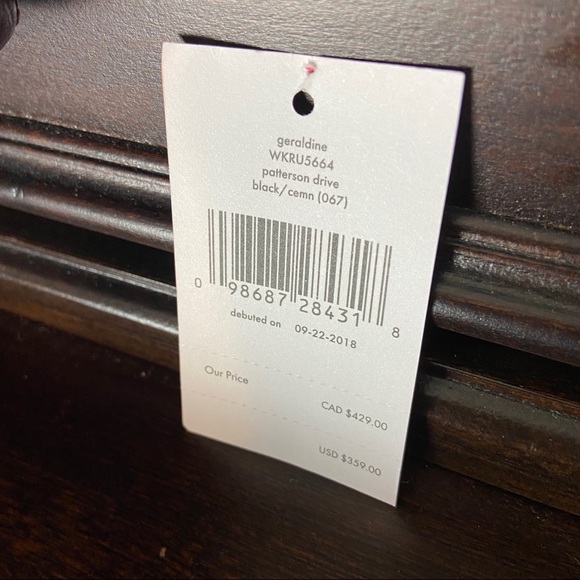 geraldine
WKRU5664
patterson drive
black/cemn (067)
0 98687 28431 8
debuted on 09-22-2018
Our Price
CAD $429.00
USD $359.00